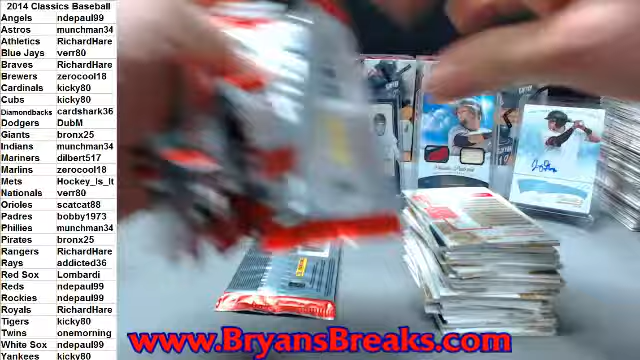 2014 Classics Baseball
Angels ndepaul99
Astros munchman34
Athletics RichardHare
Blue Jays verr80
Braves RichardHare
Brewers zerocool18
Cardinals kicky80
Cubs kicky80
Diamondbacks cardshark36
Dodgers DubM
Giants bronx25
Indians munchman34
Mariners dilbert517
Marlins zerocool18
Mets Hockey_Is_It
Nationals verr80
Orioles scatcat88
Padres bobby1973
Phillies munchman34
Pirates bronx25
Rangers RichardHare
Rays addicted36
Red Sox Lombardi
Reds ndepaul99
Rockies ndepaul99
Royals RichardHare
Tigers kicky80
Twins onemorning
White Sox ndepaul99
Yankees kicky80
www.BryansBreaks.com